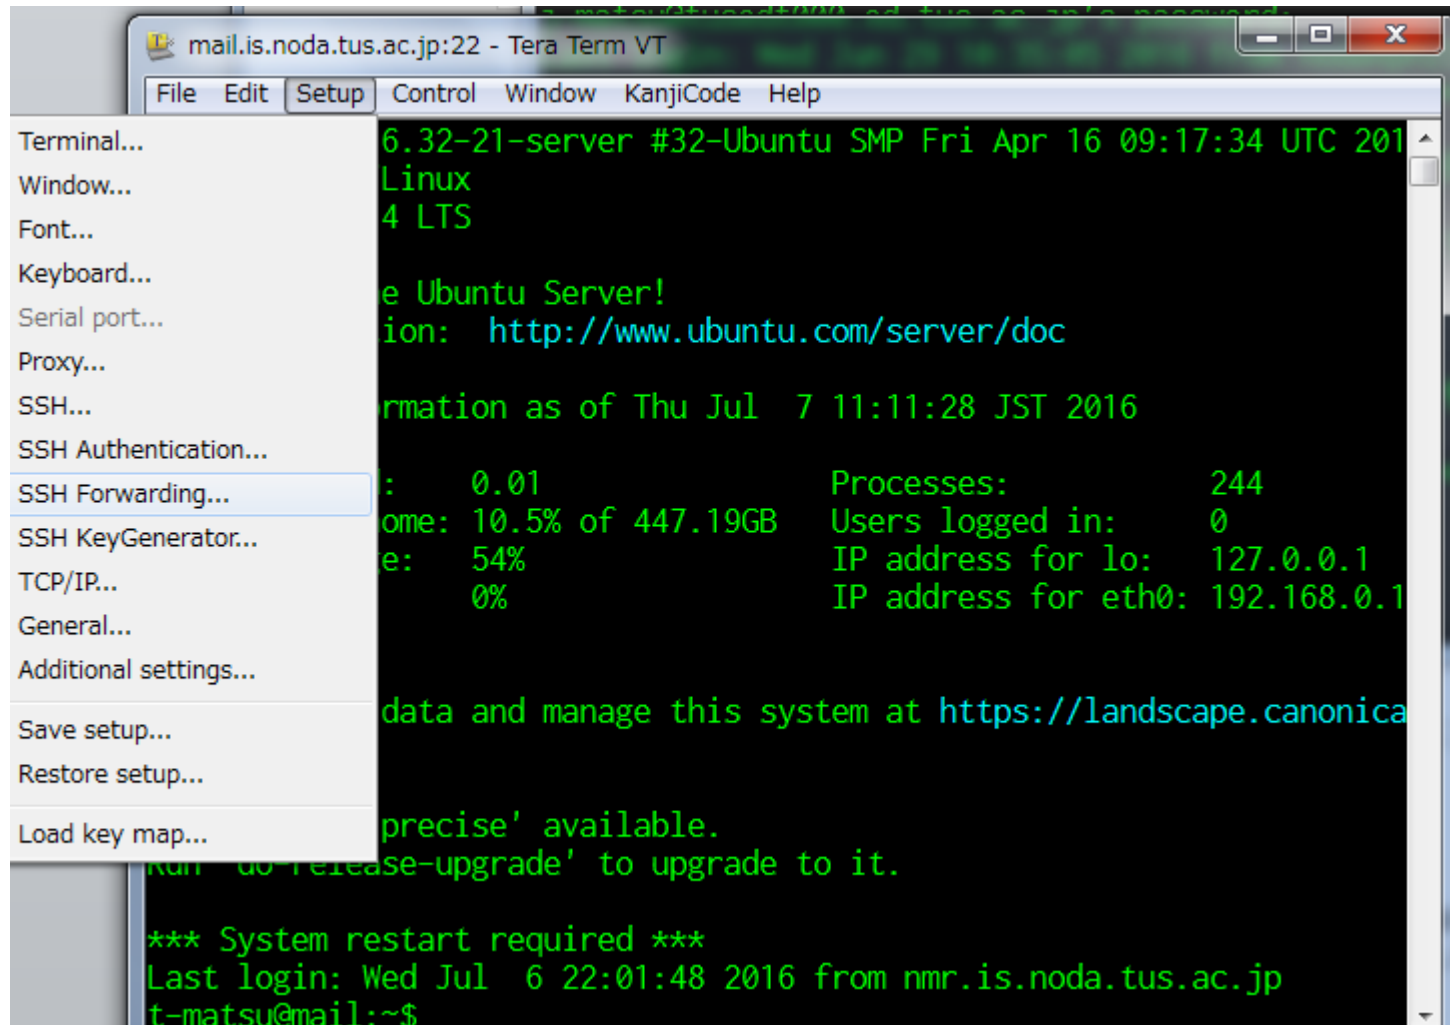 mail.is.noda.tus.ac.jp:22 - Tera Term VT
File Edit Setup Control Window KanjiCode Help
Terminal...
Window...
Font...
Keyboard...
Serial port...
Proxy...
SSH...
SSH Authentication...
SSH Forwarding...
SSH KeyGenerator...
TCP/IP...
General...
Additional settings...
Save setup...
Restore setup...
Load key map...
6.32-21-server #32-Ubuntu SMP Fri Apr 16 09:17:34 UTC 201
Linux
4 LTS
e Ubuntu Server!
ion: http://www.ubuntu.com/server/doc
rmation as of Thu Jul 7 11:11:28 JST 2016
: 0.01 Processes: 244
ome: 10.5% of 447.19GB Users logged in: 0
e: 54% IP address for lo: 127.0.0.1
0% IP address for eth0: 192.168.0.1
data and manage this system at https://landscape.canonica
precise' available.
Run 'do-release-upgrade' to upgrade to it.
*** System restart required ***
Last login: Wed Jul 6 22:01:48 2016 from nmr.is.noda.tus.ac.jp
t-matsu@mail:~$